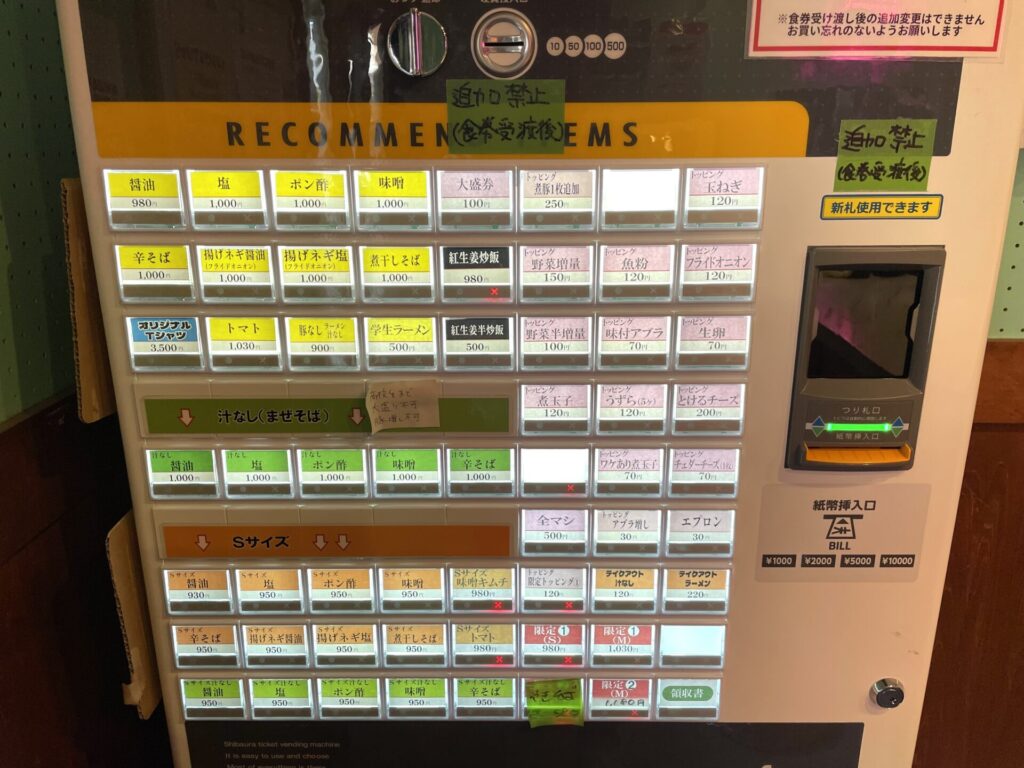 ※食券受け渡し後の追加変更はできません
お買い忘れのないようお願いします
10 50 100 500
追加禁止
(食券受渡後)
RECOMMEN EMS
追加禁止
(食券受渡後)
新札使用できます
醤油
980円
塩
1,000円
ポン酢
1,000円
味噌
1,000円
大盛券
100円
トッピング
煮豚1枚追加
250円
トッピング
玉ねぎ
120円
辛そば
1,000円
揚げネギ醤油
(フライドオニオン)
1,000円
揚げネギ塩
(フライドオニオン)
1,000円
煮干しそば
1,000円
紅生姜炒飯
980円
トッピング
野菜増量
150円
トッピング
魚粉
120円
トッピング
フライドオニオン
120円
オリジナル
Tシャツ
3,500円
トマト
1,030円
豚なし ラーメン 汁なし
900円
学生ラーメン
500円
紅生姜半炒飯
500円
トッピング
野菜半増量
100円
トッピング
味付アブラ
70円
トッピング
生卵
70円
汁なし(まぜそば)
大盛り不可
トッピング
煮玉子
120円
トッピング
うずら(5ヶ)
120円
トッピング
とけるチーズ
200円
つり札口
紙幣挿入口
汁なし
醤油
1,000円
汁なし
塩
1,000円
汁なし
ポン酢
1,000円
汁なし
味噌
1,000円
汁なし
辛そば
1,000円
トッピング
ワケあり煮玉子
70円
トッピング
チェダーチーズ
70円
Sサイズ
全マシ
500円
トッピング
アブラ増し
30円
エプロン
30円
紙幣挿入口
BILL
¥1000 ¥2000 ¥5000 ¥10000
Sサイズ
醤油
930円
Sサイズ
塩
950円
Sサイズ
ポン酢
950円
Sサイズ
味噌
950円
Sサイズ
味噌キムチ
980円
トッピング
限定トッピング①
120円
テイクアウト
汁なし
120円
テイクアウト
ラーメン
220円
Sサイズ
辛そば
950円
Sサイズ
揚げネギ醤油
950円
Sサイズ
揚げネギ塩
950円
Sサイズ
煮干しそば
950円
Sサイズ
トマト
980円
限定①
(S)
980円
限定①
(M)
1,030円
Sサイズ汁なし
醤油
950円
Sサイズ汁なし
塩
950円
Sサイズ汁なし
ポン酢
950円
Sサイズ汁なし
味噌
950円
Sサイズ汁なし
辛そば
950円
限定②
(M)
領収書
Shibaura ticket vending machine
It is easy to use and choose